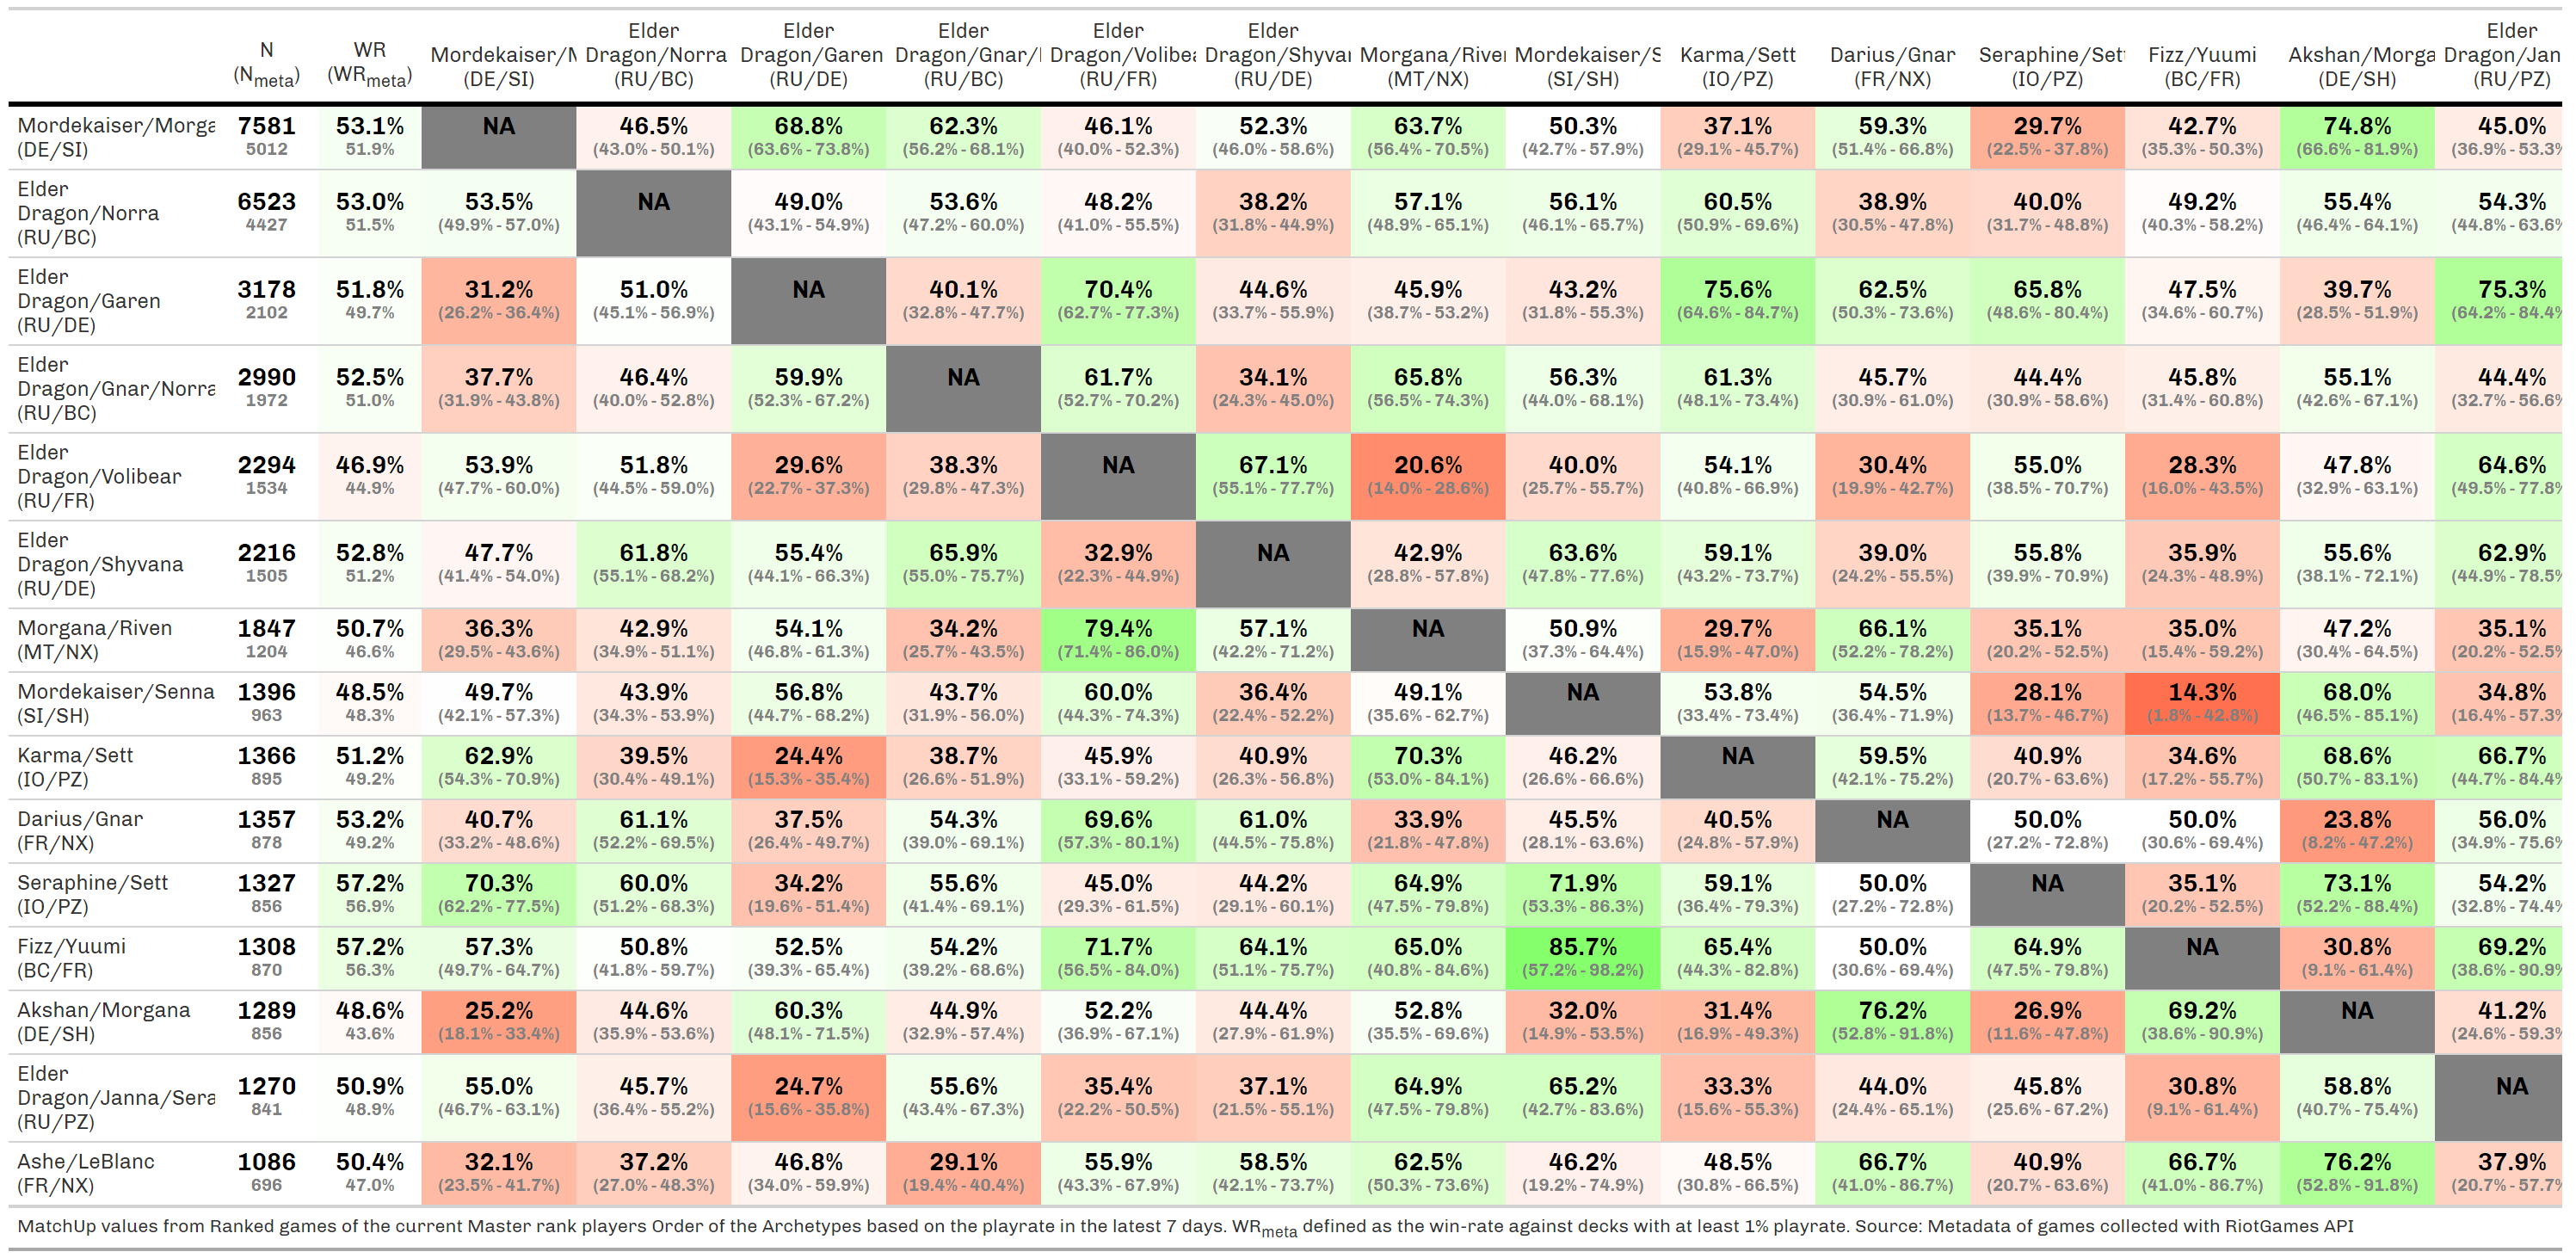 N (Nmeta) WR (WRmeta) Mordekaiser/M (DE/SI) Elder Dragon/Norra (RU/BC) Elder Dragon/Garen (RU/DE) Elder Dragon/Gnar/ (RU/BC) Elder Dragon/Volibea (RU/FR) Elder Dragon/Shyvar (RU/DE) Morgana/River (MT/NX) Mordekaiser/S (SI/SH) Karma/Sett (IO/PZ) Darius/Gnar (FR/NX) Seraphine/Set (IO/PZ) Fizz/Yuumi (BC/FR) Akshan/Morga (DE/SH) Elder Dragon/Jan (RU/PZ)
Mordekaiser/Morga 7581 53.1% NA 46.5% 68.8% 62.3% 46.1% 52.3% 63.7% 50.3% 37.1% 59.3% 29.7% 42.7% 74.8% 45.0%
(DE/SI) 5012 51.9% (43.0% - 50.1%) (63.6% - 73.8%) (56.2% - 68.1%) (40.0% - 52.3%) (46.0% - 58.6%) (56.4% - 70.5%) (42.7% - 57.9%) (29.1% - 45.7%) (51.4% - 66.8%) (22.5% - 37.8%) (35.3% - 50.3%) (66.6% - 81.9%) (36.9% - 53.3%
Elder Dragon/Norra 6523 53.0% 53.5% NA 49.0% 53.6% 48.2% 38.2% 57.1% 56.1% 60.5% 38.9% 40.0% 49.2% 55.4% 54.3%
(RU/BC) 4427 51.5% (49.9% - 57.0%) (43.1% - 54.9%) (47.2% - 60.0%) (41.0% - 55.5%) (31.8% - 44.9%) (48.9% - 65.1%) (46.1% - 65.7%) (50.9% - 69.6%) (30.5% - 47.8%) (31.7% - 48.8%) (40.3% - 58.2%) (46.4% - 64.1%) (44.8% - 63.6%
Elder Dragon/Garen 3178 51.8% 31.2% 51.0% NA 40.1% 70.4% 44.6% 45.9% 43.2% 75.6% 62.5% 65.8% 47.5% 39.7% 75.3%
(RU/DE) 2102 49.7% (26.2% - 36.4%) (45.1% - 56.9%) (32.8% - 47.7%) (62.7% - 77.3%) (33.7% - 55.9%) (38.7% - 53.2%) (31.8% - 55.3%) (64.6% - 84.7%) (50.3% - 73.6%) (48.6% - 80.4%) (34.6% - 60.7%) (28.5% - 51.9%) (64.2% - 84.4%
Elder Dragon/Gnar/Norra 2990 52.5% 37.7% 46.4% 59.9% NA 61.7% 34.1% 65.8% 56.3% 61.3% 45.7% 44.4% 45.8% 55.1% 44.4%
(RU/BC) 1972 51.0% (31.9% - 43.8%) (40.0% - 52.8%) (52.3% - 67.2%) (52.7% - 70.2%) (24.3% - 45.0%) (56.5% - 74.3%) (44.0% - 68.1%) (48.1% - 73.4%) (30.9% - 61.0%) (30.9% - 58.6%) (31.4% - 60.8%) (42.6% - 67.1%) (32.7% - 56.6%
Elder Dragon/Volibear 2294 46.9% 53.9% 51.8% 29.6% 38.3% NA 67.1% 20.6% 40.0% 54.1% 30.4% 55.0% 28.3% 47.8% 64.6%
(RU/FR) 1534 44.9% (47.7% - 60.0%) (44.5% - 59.0%) (22.7% - 37.3%) (29.8% - 47.3%) (55.1% - 77.7%) (14.0% - 28.6%) (25.7% - 55.7%) (40.8% - 66.9%) (19.9% - 42.7%) (38.5% - 70.7%) (16.0% - 43.5%) (32.9% - 63.1%) (49.5% - 77.8%
Elder Dragon/Shyvana 2216 52.8% 47.7% 61.8% 55.4% 65.9% 32.9% NA 42.9% 63.6% 59.1% 39.0% 55.8% 35.9% 55.6% 62.9%
(RU/DE) 1505 51.2% (41.4% - 54.0%) (55.1% - 68.2%) (44.1% - 66.3%) (55.0% - 75.7%) (22.3% - 44.9%) (28.8% - 57.8%) (47.8% - 77.6%) (43.2% - 73.7%) (24.2% - 55.5%) (39.9% - 70.9%) (24.3% - 48.9%) (38.1% - 72.1%) (44.9% - 78.5%
Morgana/Riven 1847 50.7% 36.3% 42.9% 54.1% 34.2% 79.4% 57.1% NA 50.9% 29.7% 66.1% 35.1% 35.0% 47.2% 35.1%
(MT/NX) 1204 46.6% (29.5% - 43.6%) (34.9% - 51.1%) (46.8% - 61.3%) (25.7% - 43.5%) (71.4% - 86.0%) (42.2% - 71.2%) (37.3% - 64.4%) (15.9% - 47.0%) (52.2% - 78.2%) (20.2% - 52.5%) (15.4% - 59.2%) (30.4% - 64.5%) (20.2% - 52.5%
Mordekaiser/Senna 1396 48.5% 49.7% 43.9% 56.8% 43.7% 60.0% 36.4% 49.1% NA 53.8% 54.5% 28.1% 14.3% 68.0% 34.8%
(SI/SH) 963 48.3% (42.1% - 57.3%) (34.3% - 53.9%) (44.7% - 68.2%) (31.9% - 56.0%) (44.3% - 74.3%) (22.4% - 52.2%) (35.6% - 62.7%) (33.4% - 73.4%) (36.4% - 71.9%) (13.7% - 46.7%) (1.8% - 42.8%) (46.5% - 85.1%) (16.4% - 57.3%
Karma/Sett 1366 51.2% 62.9% 39.5% 24.4% 38.7% 45.9% 40.9% 70.3% 46.2% NA 59.5% 40.9% 34.6% 68.6% 66.7%
(IO/PZ) 895 49.2% (54.3% - 70.9%) (30.4% - 49.1%) (15.3% - 35.4%) (26.6% - 51.9%) (33.1% - 59.2%) (26.3% - 56.8%) (53.0% - 84.1%) (26.6% - 66.6%) (42.1% - 75.2%) (20.7% - 63.6%) (17.2% - 55.7%) (50.7% - 83.1%) (44.7% - 84.4%
Darius/Gnar 1357 53.2% 40.7% 61.1% 37.5% 54.3% 69.6% 61.0% 33.9% 45.5% 40.5% NA 50.0% 50.0% 23.8% 56.0%
(FR/NX) 878 49.2% (33.2% - 48.6%) (52.2% - 69.5%) (26.4% - 49.7%) (39.0% - 69.1%) (57.3% - 80.1%) (44.5% - 75.8%) (21.8% - 47.8%) (28.1% - 63.6%) (24.8% - 57.9%) (27.2% - 72.8%) (30.6% - 69.4%) (8.2% - 47.2%) (34.9% - 75.6%
Seraphine/Sett 1327 57.2% 70.3% 60.0% 34.2% 55.6% 45.0% 44.2% 64.9% 71.9% 59.1% 50.0% NA 35.1% 73.1% 54.2%
(IO/PZ) 856 56.9% (62.2% - 77.5%) (51.2% - 68.3%) (19.6% - 51.4%) (41.4% - 69.1%) (29.3% - 61.5%) (29.1% - 60.1%) (47.5% - 79.8%) (53.3% - 86.3%) (36.4% - 79.3%) (27.2% - 72.8%) (20.2% - 52.5%) (52.2% - 88.4%) (32.8% - 74.4%
Fizz/Yuumi 1308 57.2% 57.3% 50.8% 52.5% 54.2% 71.7% 64.1% 65.0% 85.7% 65.4% 50.0% 64.9% NA 30.8% 69.2%
(BC/FR) 870 56.3% (49.7% - 64.7%) (41.8% - 59.7%) (39.3% - 65.4%) (39.2% - 68.6%) (56.5% - 84.0%) (51.1% - 75.7%) (40.8% - 84.6%) (57.2% - 98.2%) (44.3% - 82.8%) (30.6% - 69.4%) (47.5% - 79.8%) (9.1% - 61.4%) (38.6% - 90.9%
Akshan/Morgana 1289 48.6% 25.2% 44.6% 60.3% 44.9% 52.2% 44.4% 52.8% 32.0% 31.4% 76.2% 26.9% 69.2% NA 41.2%
(DE/SH) 856 43.6% (18.1% - 33.4%) (35.9% - 53.6%) (48.1% - 71.5%) (32.9% - 57.4%) (36.9% - 67.1%) (27.9% - 61.9%) (35.5% - 69.6%) (14.9% - 53.5%) (16.9% - 49.3%) (52.8% - 91.8%) (11.6% - 47.8%) (38.6% - 90.9%) (24.6% - 59.3%
Elder Dragon/Janna/Sera 1270 50.9% 55.0% 45.7% 24.7% 55.6% 35.4% 37.1% 64.9% 65.2% 33.3% 44.0% 45.8% 30.8% 58.8% NA
(RU/PZ) 841 48.9% (46.7% - 63.1%) (36.4% - 55.2%) (15.6% - 35.8%) (43.4% - 67.3%) (22.2% - 50.5%) (21.5% - 55.1%) (47.5% - 79.8%) (42.7% - 83.6%) (15.6% - 55.3%) (24.4% - 65.1%) (25.6% - 67.2%) (9.1% - 61.4%) (40.7% - 75.4%)
Ashe/LeBlanc 1086 50.4% 32.1% 37.2% 46.8% 29.1% 55.9% 58.5% 62.5% 46.2% 48.5% 66.7% 40.9% 66.7% 76.2% 37.9%
(FR/NX) 696 47.0% (23.5% - 41.7%) (27.0% - 48.3%) (34.0% - 59.9%) (19.4% - 40.4%) (43.3% - 67.9%) (42.1% - 73.7%) (50.3% - 73.6%) (19.2% - 74.9%) (30.8% - 66.5%) (41.0% - 86.7%) (20.7% - 63.6%) (41.0% - 86.7%) (52.8% - 91.8%) (20.7% - 57.7%
MatchUp values from Ranked games of the current Master rank players Order of the Archetypes based on the playrate in the latest 7 days. WRmeta defined as the win-rate against decks with at least 1% playrate. Source: Metadata of games collected with RiotGames API